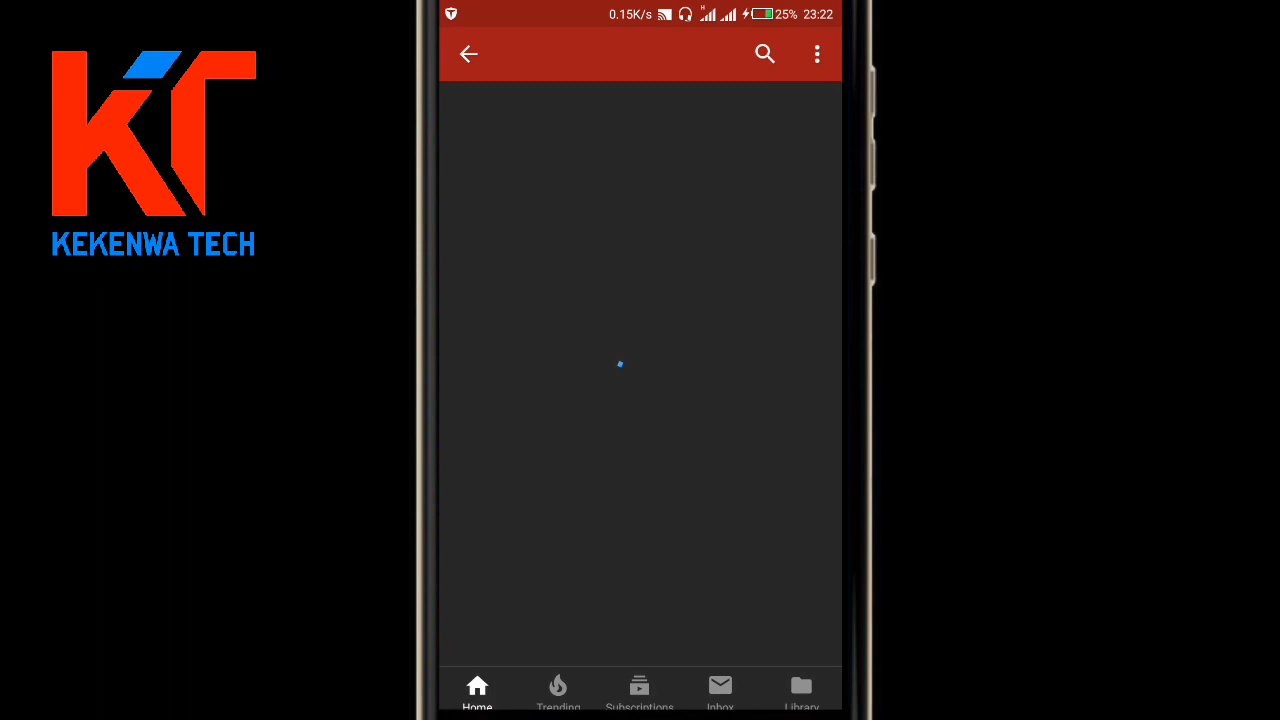 0.15K/s H 25% 23:22
KT
KEKENWA TECH
Home Trending Subscriptions Inbox Library